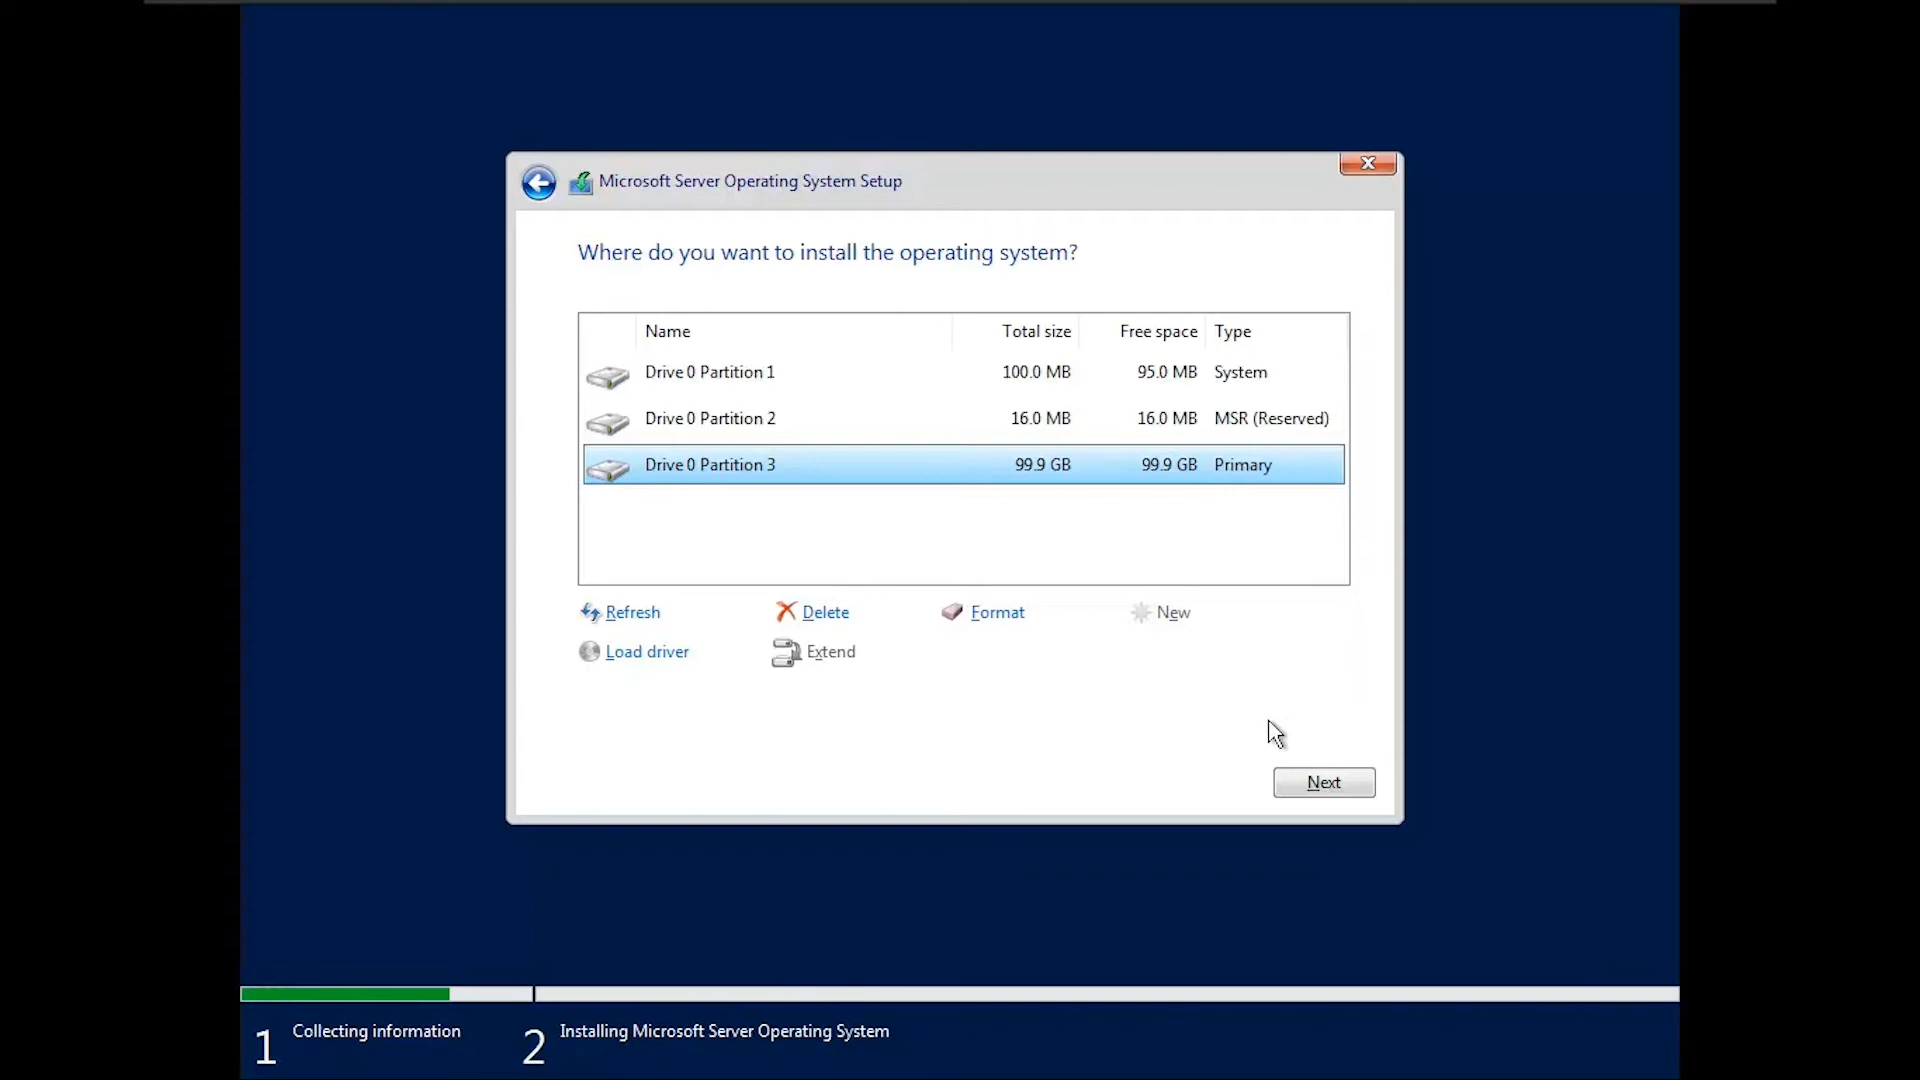 Microsoft Server Operating System Setup
Where do you want to install the operating system?
Name Total size Free space Type
Drive 0 Partition 1 100.0 MB 95.0 MB System
Drive 0 Partition 2 16.0 MB 16.0 MB MSR (Reserved)
Drive 0 Partition 3 99.9 GB 99.9 GB Primary
Refresh Delete Format New
Load driver Extend
Next
1 Collecting information 2 Installing Microsoft Server Operating System